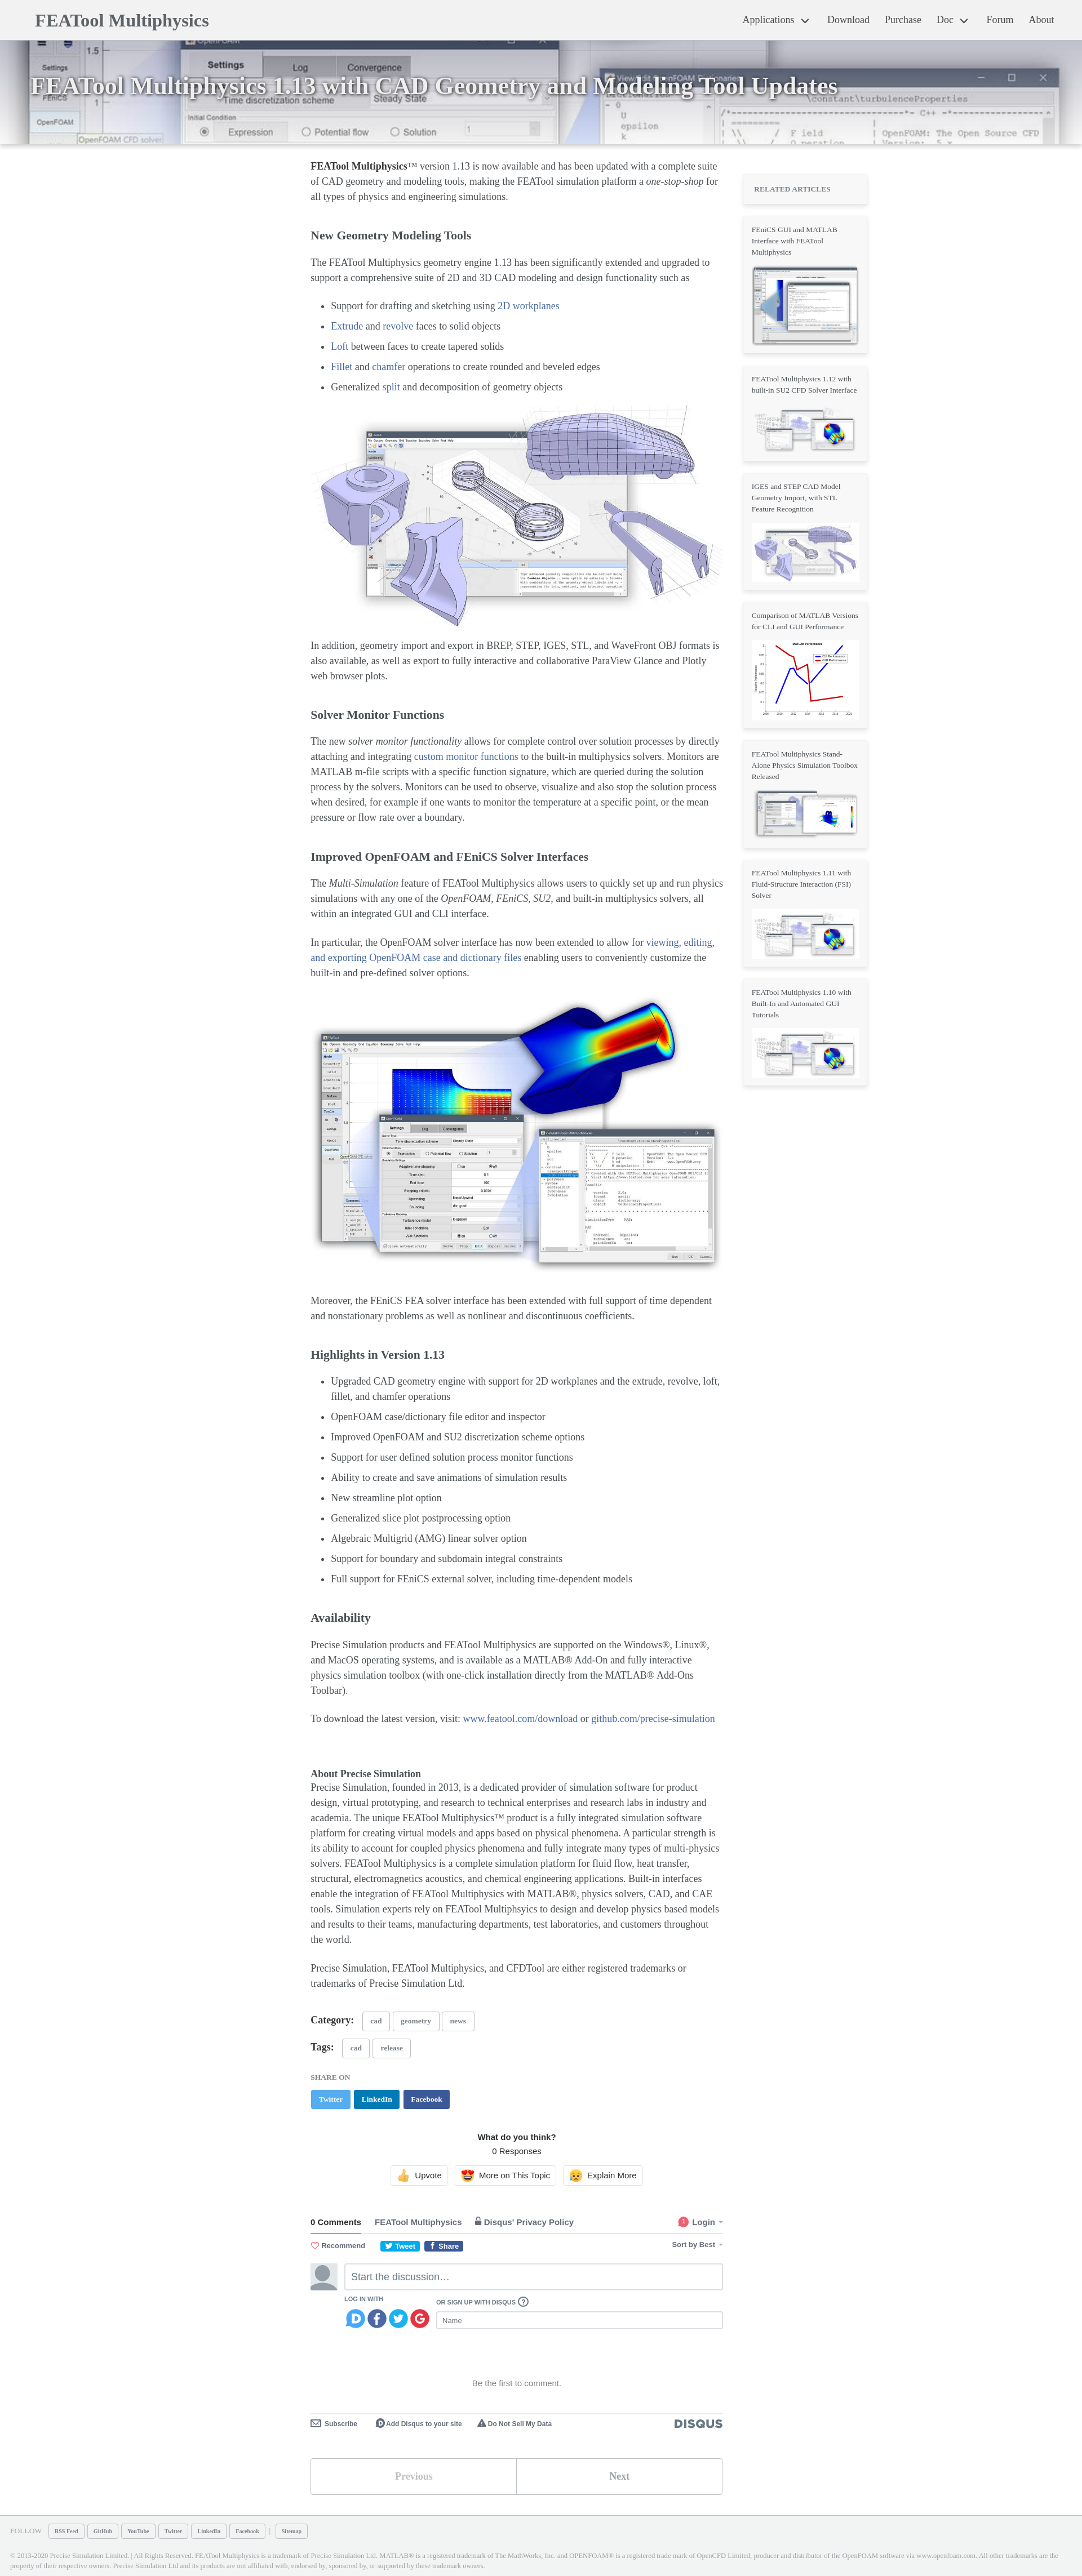 FEATool Multiphysics
Applications
Download
Purchase
Doc
Forum
About
FEATool Multiphysics 1.13 with CAD Geometry and Modeling Tool Updates
FEATool Multiphysics™ version 1.13 is now available and has been updated with a complete suite
of CAD geometry and modeling tools, making the FEATool simulation platform a one-stop-shop for
all types of physics and engineering simulations.
New Geometry Modeling Tools
The FEATool Multiphysics geometry engine 1.13 has been significantly extended and upgraded to
support a comprehensive suite of 2D and 3D CAD modeling and design functionality such as
• Support for drafting and sketching using 2D workplanes
• Extrude and revolve faces to solid objects
• Loft between faces to create tapered solids
• Fillet and chamfer operations to create rounded and beveled edges
• Generalized split and decomposition of geometry objects
In addition, geometry import and export in BREP, STEP, IGES, STL, and WaveFront OBJ formats is
also available, as well as export to fully interactive and collaborative ParaView Glance and Plotly
web browser plots.
Solver Monitor Functions
The new solver monitor functionality allows for complete control over solution processes by directly
attaching and integrating custom monitor functions to the built-in multiphysics solvers. Monitors are
MATLAB m-file scripts with a specific function signature, which are queried during the solution
process by the solvers. Monitors can be used to observe, visualize and also stop the solution process
when desired, for example if one wants to monitor the temperature at a specific point, or the mean
pressure or flow rate over a boundary.
Improved OpenFOAM and FEniCS Solver Interfaces
The Multi-Simulation feature of FEATool Multiphysics allows users to quickly set up and run physics
simulations with any one of the OpenFOAM, FEniCS, SU2, and built-in multiphysics solvers, all
within an integrated GUI and CLI interface.
In particular, the OpenFOAM solver interface has now been extended to allow for viewing, editing,
and exporting OpenFOAM case and dictionary files enabling users to conveniently customize the
built-in and pre-defined solver options.
Moreover, the FEniCS FEA solver interface has been extended with full support of time dependent
and nonstationary problems as well as nonlinear and discontinuous coefficients.
Highlights in Version 1.13
• Upgraded CAD geometry engine with support for 2D workplanes and the extrude, revolve, loft,
fillet, and chamfer operations
• OpenFOAM case/dictionary file editor and inspector
• Improved OpenFOAM and SU2 discretization scheme options
• Support for user defined solution process monitor functions
• Ability to create and save animations of simulation results
• New streamline plot option
• Generalized slice plot postprocessing option
• Algebraic Multigrid (AMG) linear solver option
• Support for boundary and subdomain integral constraints
• Full support for FEniCS external solver, including time-dependent models
Availability
Precise Simulation products and FEATool Multiphysics are supported on the Windows®, Linux®,
and MacOS operating systems, and is available as a MATLAB® Add-On and fully interactive
physics simulation toolbox (with one-click installation directly from the MATLAB® Add-Ons
Toolbar).
To download the latest version, visit: www.featool.com/download or github.com/precise-simulation
About Precise Simulation
Precise Simulation, founded in 2013, is a dedicated provider of simulation software for product
design, virtual prototyping, and research to technical enterprises and research labs in industry and
academia. The unique FEATool Multiphysics™ product is a fully integrated simulation software
platform for creating virtual models and apps based on physical phenomena. A particular strength is
its ability to account for coupled physics phenomena and fully integrate many types of multi-physics
solvers. FEATool Multiphysics is a complete simulation platform for fluid flow, heat transfer,
structural, electromagnetics acoustics, and chemical engineering applications. Built-in interfaces
enable the integration of FEATool Multiphysics with MATLAB®, physics solvers, CAD, and CAE
tools. Simulation experts rely on FEATool Multiphsyics to design and develop physics based models
and results to their teams, manufacturing departments, test laboratories, and customers throughout
the world.
Precise Simulation, FEATool Multiphysics, and CFDTool are either registered trademarks or
trademarks of Precise Simulation Ltd.
Category: cad geometry news
Tags: cad release
SHARE ON
Twitter LinkedIn Facebook
What do you think?
0 Responses
Upvote
More on This Topic
Explain More
0 Comments FEATool Multiphysics Disqus' Privacy Policy 1 Login
Recommend Tweet Share Sort by Best
Start the discussion…
LOG IN WITH
OR SIGN UP WITH DISQUS ?
Name
Be the first to comment.
Subscribe Add Disqus to your site Do Not Sell My Data DISQUS
Previous Next
RELATED ARTICLES
FEniCS GUI and MATLAB
Interface with FEATool
Multiphysics
FEATool Multiphysics 1.12 with
built-in SU2 CFD Solver Interface
IGES and STEP CAD Model
Geometry Import, with STL
Feature Recognition
Comparison of MATLAB Versions
for CLI and GUI Performance
FEATool Multiphysics Stand-
Alone Physics Simulation Toolbox
Released
FEATool Multiphysics 1.11 with
Fluid-Structure Interaction (FSI)
Solver
FEATool Multiphysics 1.10 with
Built-In and Automated GUI
Tutorials
FOLLOW RSS Feed GitHub YouTube Twitter LinkedIn Facebook | Sitemap
© 2013-2020 Precise Simulation Limited. | All Rights Reserved. FEATool Multiphysics is a trademark of Precise Simulation Ltd. MATLAB® is a registered trademark of The MathWorks, Inc. and OPENFOAM® is a registered trade mark of OpenCFD Limited, producer and distributor of the OpenFOAM software via www.openfoam.com. All other trademarks are the
property of their respective owners. Precise Simulation Ltd and its products are not affiliated with, endorsed by, sponsored by, or supported by these trademark owners.